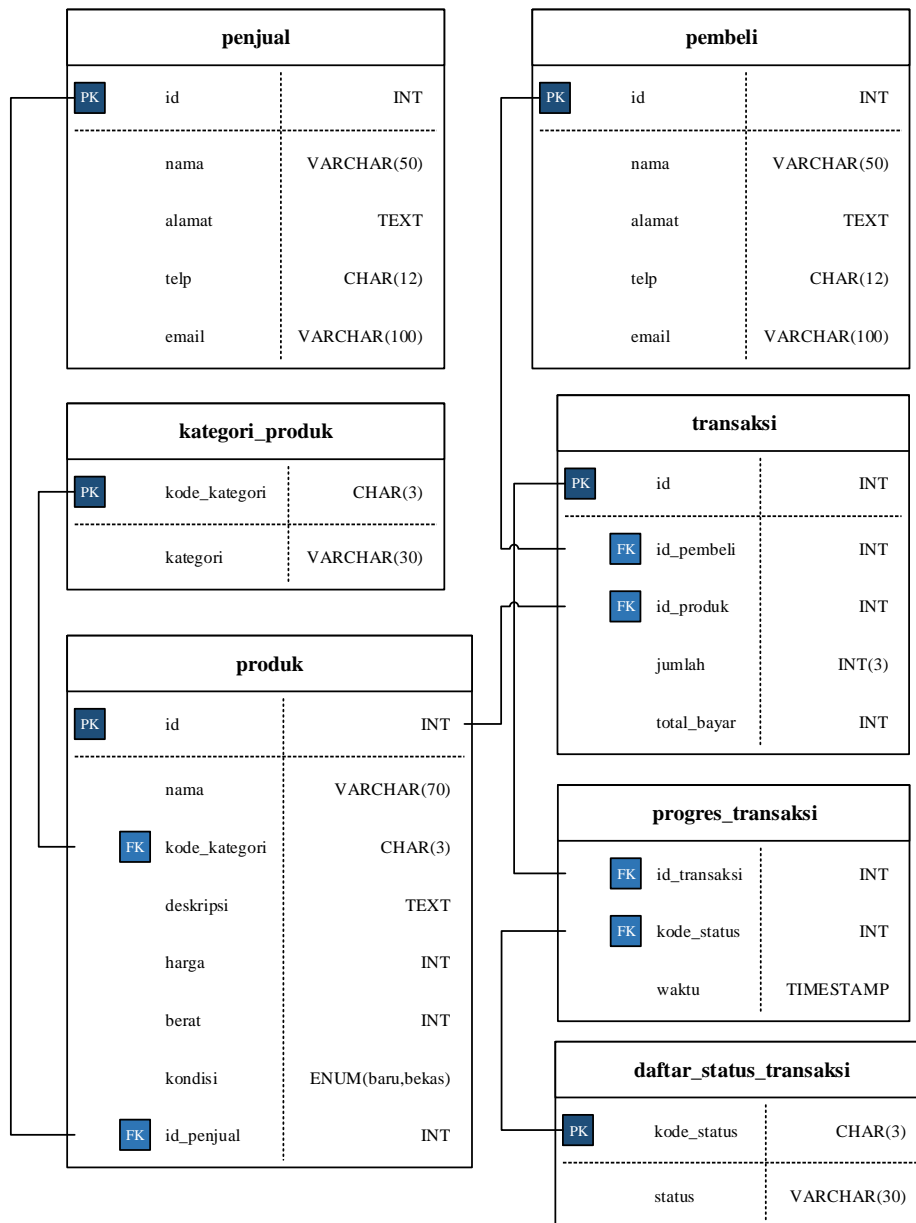 penjual
PK id INT
nama VARCHAR(50)
alamat TEXT
telp CHAR(12)
email VARCHAR(100)
pembeli
PK id INT
nama VARCHAR(50)
alamat TEXT
telp CHAR(12)
email VARCHAR(100)
kategori_produk
PK kode_kategori CHAR(3)
kategori VARCHAR(30)
transaksi
PK id INT
FK id_pembeli INT
FK id_produk INT
jumlah INT(3)
total_bayar INT
produk
PK id INT
nama VARCHAR(70)
FK kode_kategori CHAR(3)
deskripsi TEXT
harga INT
berat INT
kondisi ENUM(baru,bekas)
FK id_penjual INT
progres_transaksi
FK id_transaksi INT
FK kode_status INT
waktu TIMESTAMP
daftar_status_transaksi
PK kode_status CHAR(3)
status VARCHAR(30)